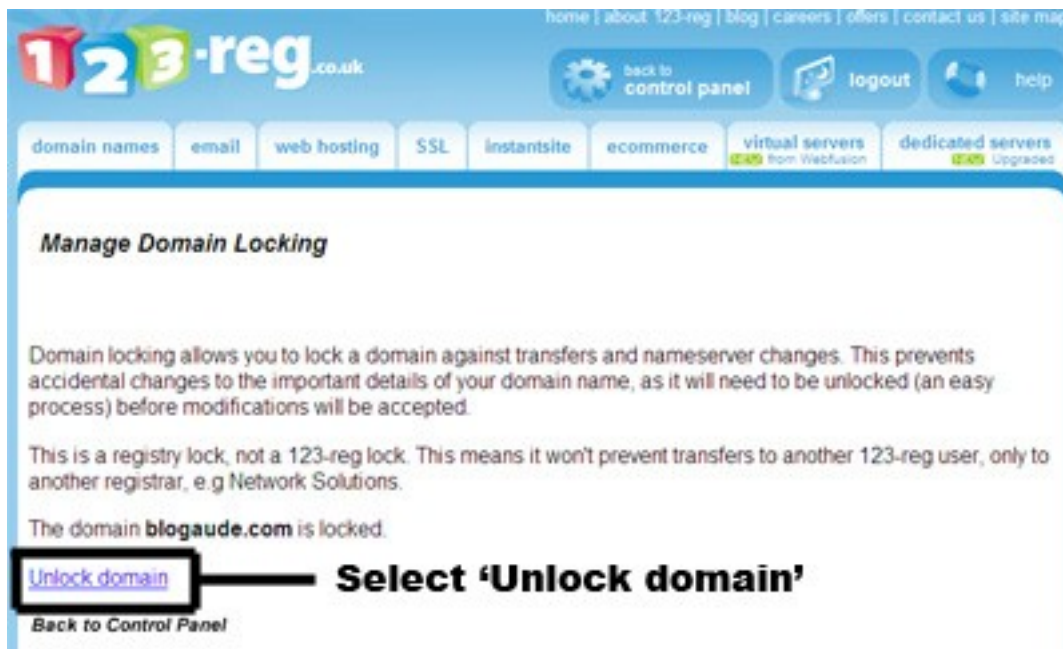 home | about 123-reg | blog | careers | offers | contact us | site map
123-reg.co.uk
back to
control panel
logout
help
domain names
email
web hosting
SSL
instantsite
ecommerce
virtual servers
from Webfusion
dedicated servers
Upgraded
Manage Domain Locking
Domain locking allows you to lock a domain against transfers and nameserver changes. This prevents
accidental changes to the important details of your domain name, as it will need to be unlocked (an easy
process) before modifications will be accepted.
This is a registry lock, not a 123-reg lock. This means it won't prevent transfers to another 123-reg user, only to
another registrar, e.g Network Solutions.
The domain blogaude.com is locked.
Unlock domain
Select ‘Unlock domain’
Back to Control Panel